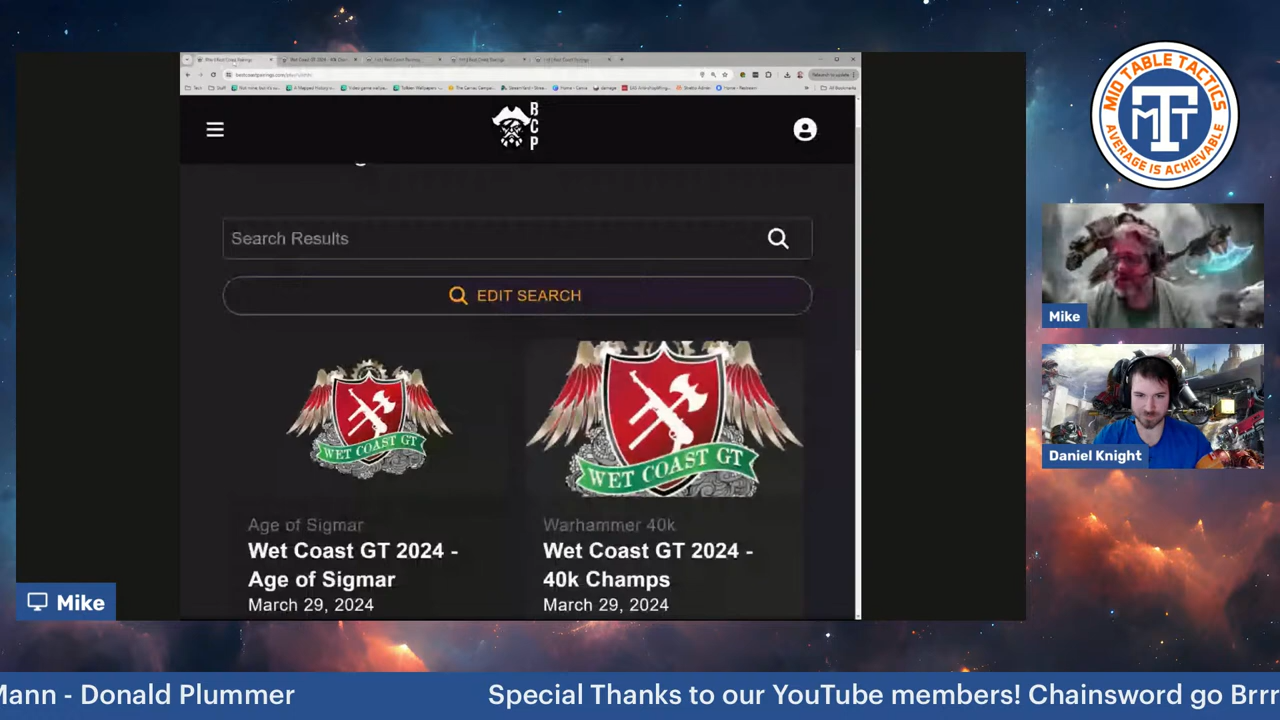 BCP
Search Results
EDIT SEARCH
WET COAST GT
WET COAST GT
Age of Sigmar
Wet Coast GT 2024 -
Age of Sigmar
March 29, 2024
Warhammer 40k
Wet Coast GT 2024 -
40k Champs
March 29, 2024
Mike
MID TABLE TACTICS
MTT
AVERAGE IS ACHIEVABLE
Mike
Daniel Knight
Mann - Donald Plummer
Special Thanks to our YouTube members! Chainsword go Brrr